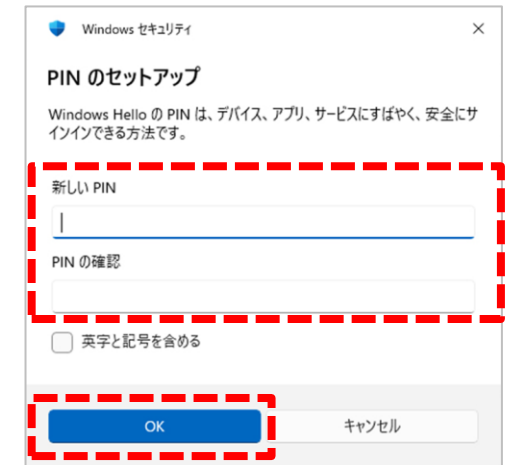 Windows セキュリティ
PIN のセットアップ
Windows Hello の PIN は、デバイス、アプリ、サービスにすばやく、安全にサ
インインできる方法です。
新しい PIN
PIN の確認
英字と記号を含める
OK キャンセル